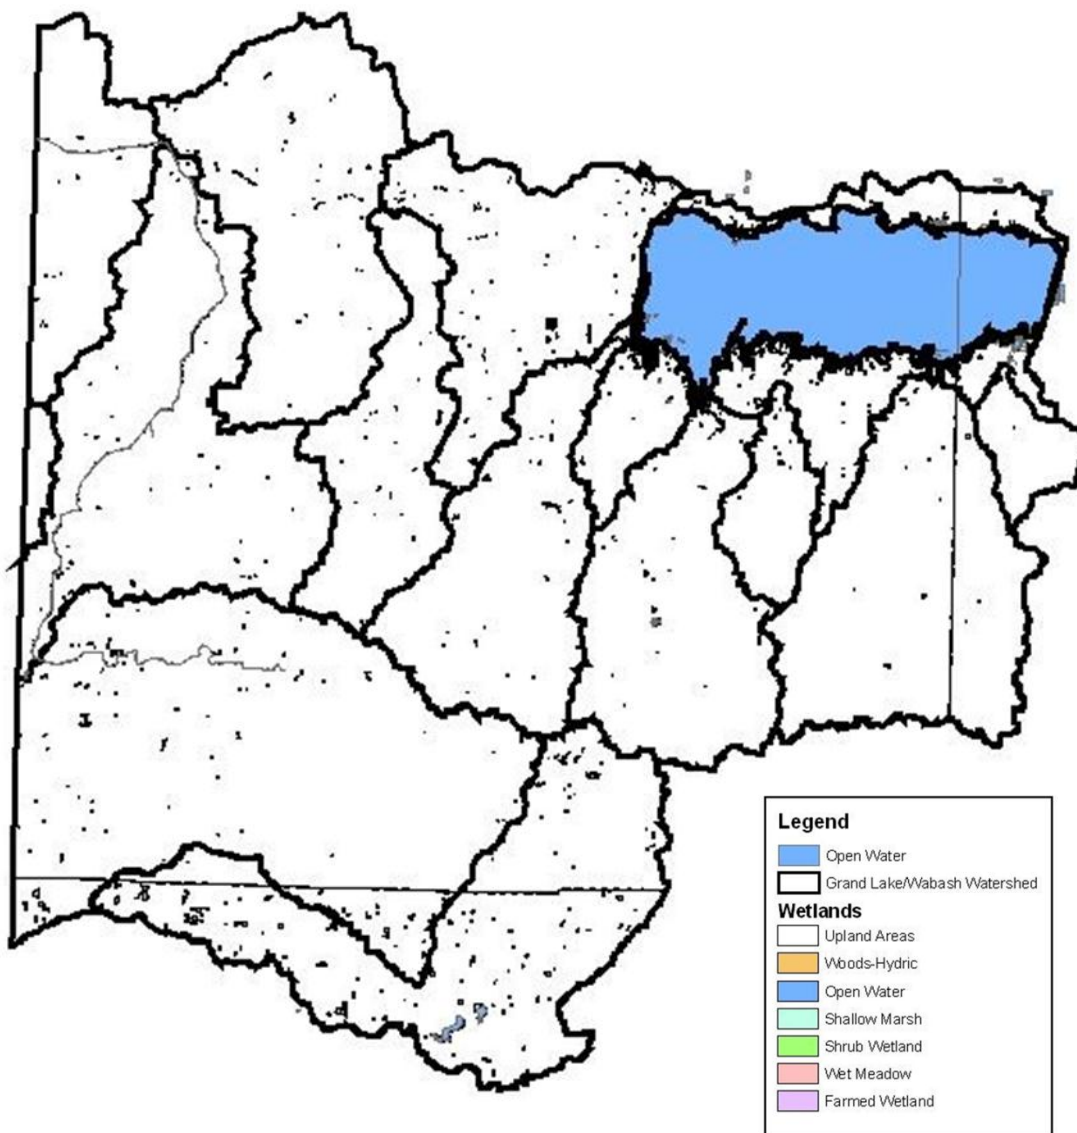 Legend
Open Water
Grand Lake/Wabash Watershed
Wetlands
Upland Areas
Woods-Hydric
Open Water
Shallow Marsh
Shrub Wetland
Wet Meadow
Farmed Wetland